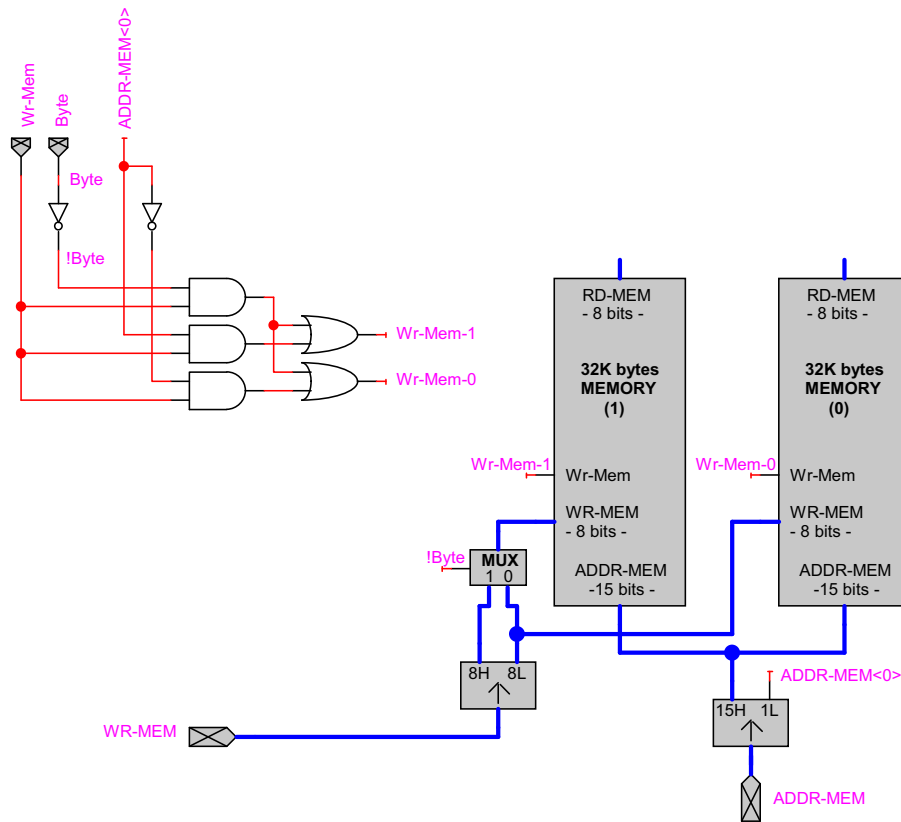 Wr-Mem
Byte
ADDR-MEM<0>
Byte
!Byte
Wr-Mem-1
Wr-Mem-0
RD-MEM
- 8 bits -
32K bytes
MEMORY
(1)
Wr-Mem-1
Wr-Mem
WR-MEM
- 8 bits -
ADDR-MEM
-15 bits -
RD-MEM
- 8 bits -
32K bytes
MEMORY
(0)
Wr-Mem-0
Wr-Mem
WR-MEM
- 8 bits -
ADDR-MEM
-15 bits -
!Byte
MUX
1 0
8H 8L
WR-MEM
ADDR-MEM<0>
15H 1L
ADDR-MEM